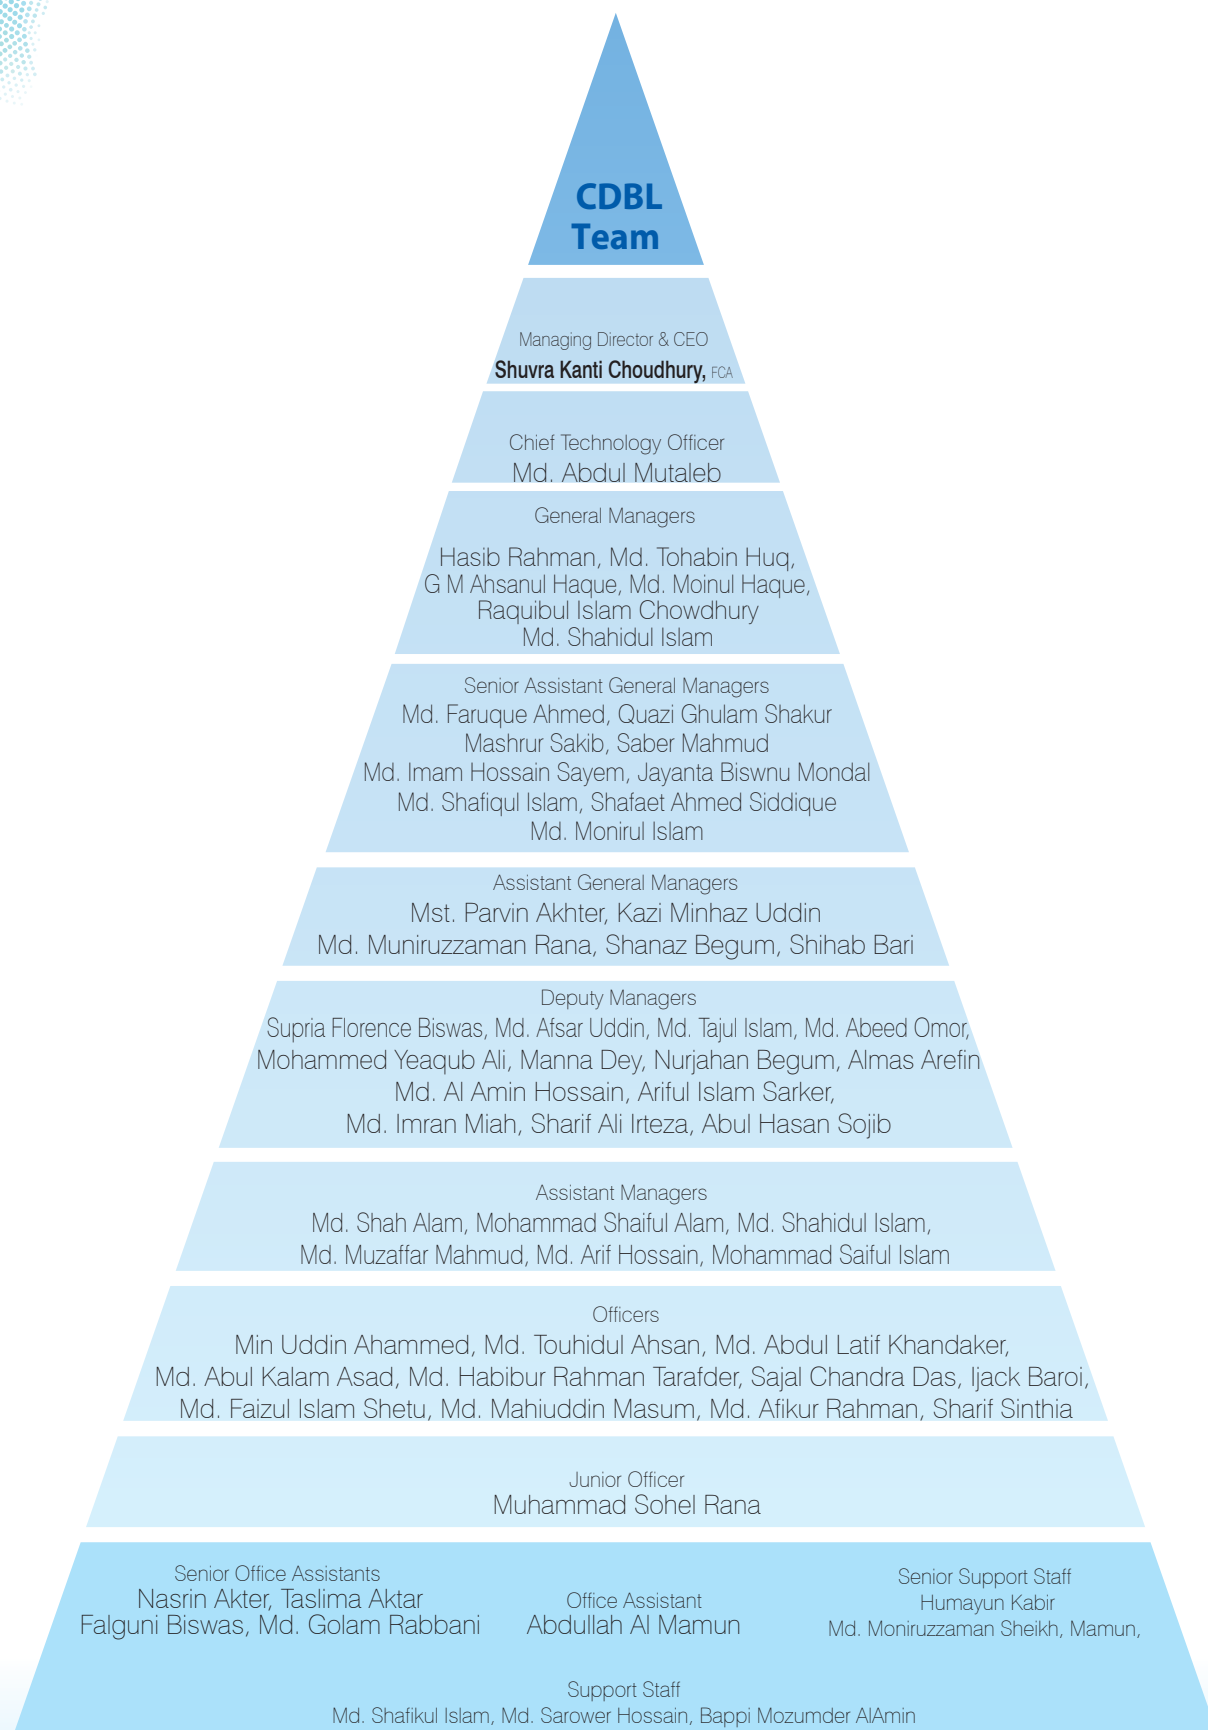 CDBL
Team
Managing Director & CEO
Shuvra Kanti Choudhury, FCA
Chief Technology Officer
Md. Abdul Mutaleb
General Managers
Hasib Rahman, Md. Tohabin Huq,
G M Ahsanul Haque, Md. Moinul Haque,
Raquibul Islam Chowdhury
Md. Shahidul Islam
Senior Assistant General Managers
Md. Faruque Ahmed, Quazi Ghulam Shakur
Mashrur Sakib, Saber Mahmud
Md. Imam Hossain Sayem, Jayanta Biswnu Mondal
Md. Shafiqul Islam, Shafaet Ahmed Siddique
Md. Monirul Islam
Assistant General Managers
Mst. Parvin Akhter, Kazi Minhaz Uddin
Md. Muniruzzaman Rana, Shanaz Begum, Shihab Bari
Deputy Managers
Supria Florence Biswas, Md. Afsar Uddin, Md. Tajul Islam, Md. Abeed Omor,
Mohammed Yeaqub Ali, Manna Dey, Nurjahan Begum, Almas Arefin
Md. Al Amin Hossain, Ariful Islam Sarker,
Md. Imran Miah, Sharif Ali Irteza, Abul Hasan Sojib
Assistant Managers
Md. Shah Alam, Mohammad Shaiful Alam, Md. Shahidul Islam,
Md. Muzaffar Mahmud, Md. Arif Hossain, Mohammad Saiful Islam
Officers
Min Uddin Ahammed, Md. Touhidul Ahsan, Md. Abdul Latif Khandaker,
Md. Abul Kalam Asad, Md. Habibur Rahman Tarafder, Sajal Chandra Das, Ijack Baroi,
Md. Faizul Islam Shetu, Md. Mahiuddin Masum, Md. Afikur Rahman, Sharif Sinthia
Junior Officer
Muhammad Sohel Rana
Senior Office Assistants
Nasrin Akter, Taslima Aktar
Falguni Biswas, Md. Golam Rabbani
Office Assistant
Abdullah Al Mamun
Senior Support Staff
Humayun Kabir
Md. Moniruzzaman Sheikh, Mamun,
Support Staff
Md. Shafikul Islam, Md. Sarower Hossain, Bappi Mozumder AlAmin